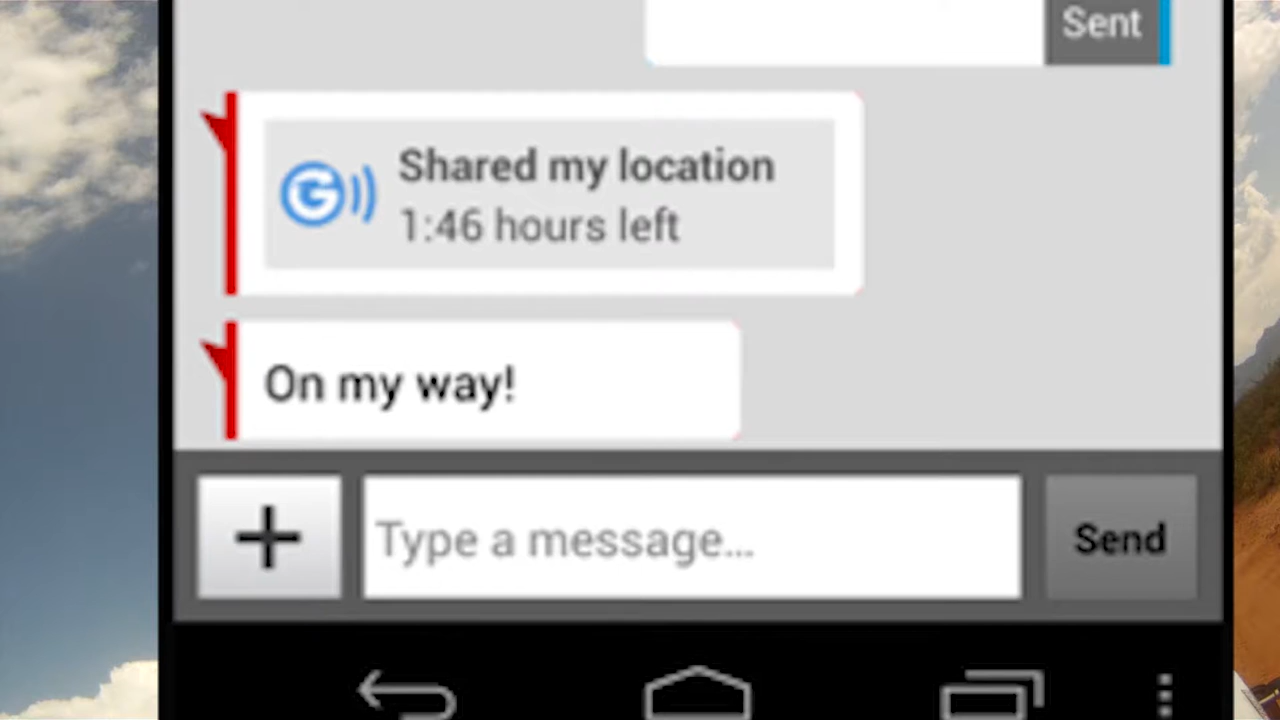 Sent
Shared my location
1:46 hours left
On my way!
Type a message...
Send